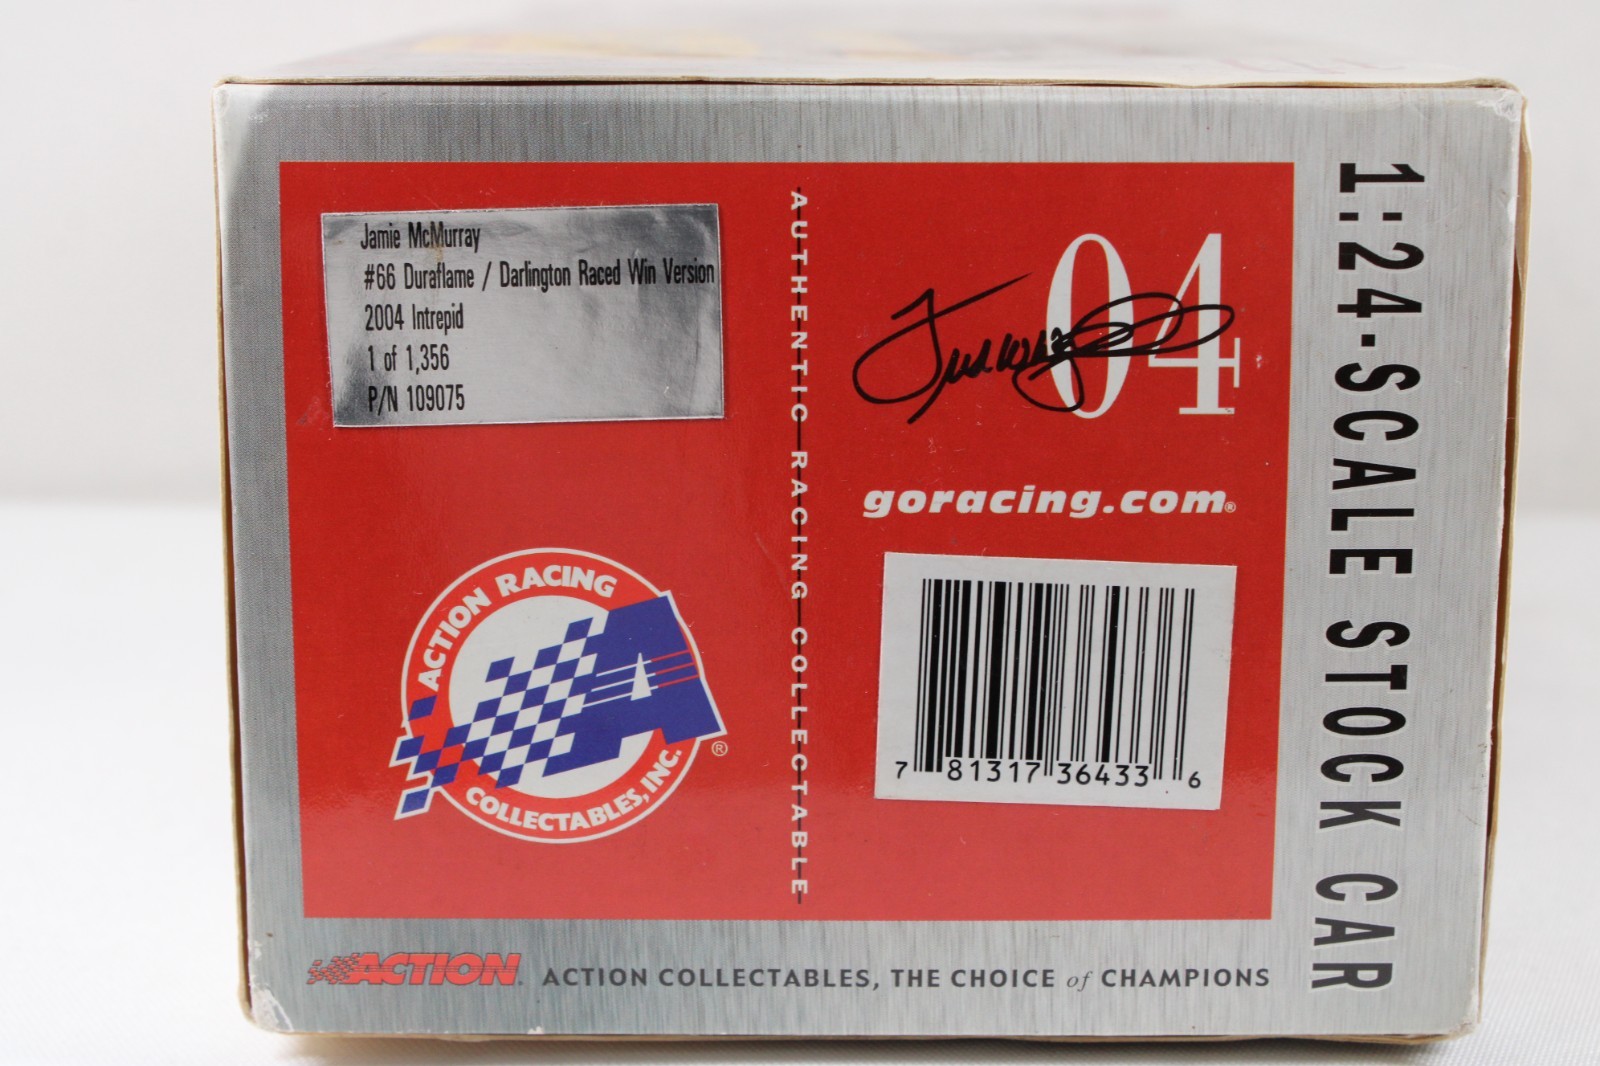 Jamie McMurray
#66 Duraflame / Darlington Raced Win Version
2004 Intrepid
1 of 1,356
P/N 109075
ACTION RACING
COLLECTABLES, INC.
®
AUTHENTIC RACING COLLECTABLE
04
goracing.com®
7 81317 36433 6
1:24-SCALE STOCK CAR
ACTION
ACTION COLLECTABLES, THE CHOICE of CHAMPIONS